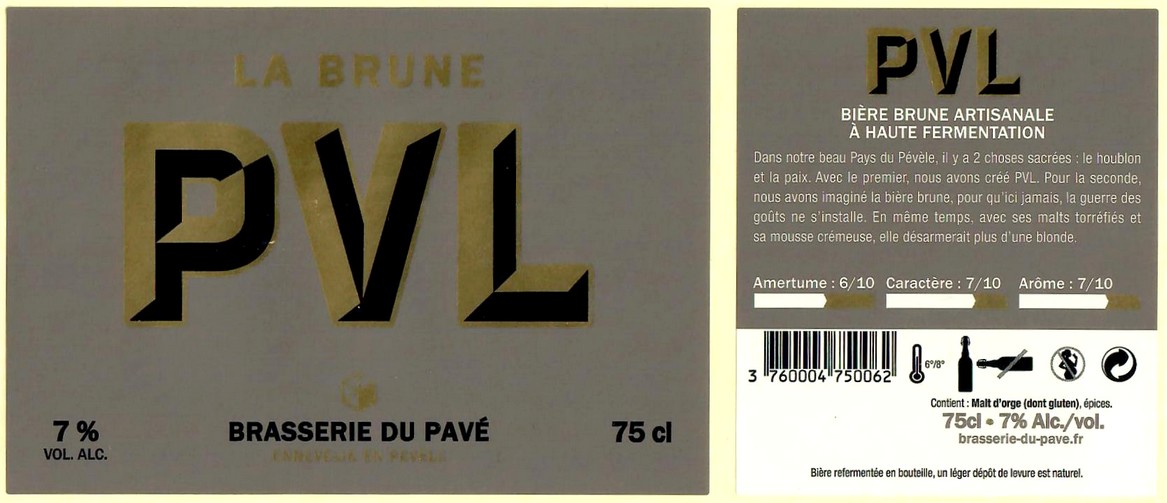 LA BRUNE
PVL
7 %
VOL. ALC.
BRASSERIE DU PAVÉ
75 cl
PVL
BIÈRE BRUNE ARTISANALE
À HAUTE FERMENTATION
Dans notre beau Pays du Pévèle, il y a 2 choses sacrées : le houblon
et la paix. Avec le premier, nous avons créé PVL. Pour la seconde,
nous avons imaginé la bière brune, pour qu'ici jamais, la guerre des
goûts ne s'installe. En même temps, avec ses malts torréfiés et
sa mousse crémeuse, elle désarmerait plus d'une blonde.
Amertume : 6/10 Caractère : 7/10 Arôme : 7/10
3 760004 750062
6°/8°
Contient : Malt d'orge (dont gluten), épices.
75cl • 7% Alc./vol.
brasserie-du-pave.fr
Bière refermentée en bouteille, un léger dépôt de levure est naturel.